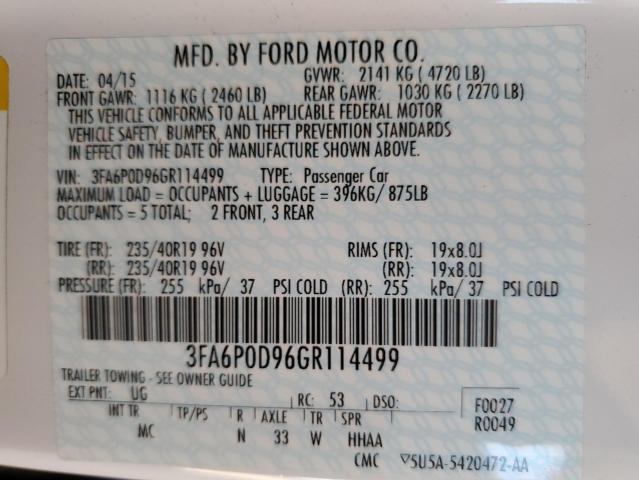 MFD. BY FORD MOTOR CO.
DATE: 04/15 GVWR: 2141 KG ( 4720 LB)
FRONT GAWR: 1116 KG ( 2460 LB) REAR GAWR: 1030 KG ( 2270 LB)
THIS VEHICLE CONFORMS TO ALL APPLICABLE FEDERAL MOTOR
VEHICLE SAFETY, BUMPER, AND THEFT PREVENTION STANDARDS
IN EFFECT ON THE DATE OF MANUFACTURE SHOWN ABOVE.
VIN: 3FA6P0D96GR114499 TYPE: Passenger Car
MAXIMUM LOAD = OCCUPANTS + LUGGAGE = 396KG/ 875LB
OCCUPANTS = 5 TOTAL; 2 FRONT, 3 REAR
TIRE (FR): 235/40R19 96V RIMS (FR): 19x8.0J
(RR): 235/40R19 96V (RR): 19x8.0J
PRESSURE (FR): 255 kPa/ 37 PSI COLD (RR): 255 kPa/ 37 PSI COLD
3FA6P0D96GR114499
TRAILER TOWING - SEE OWNER GUIDE
EXT PNT: UG RC: 53 DSO: F0027
INT TR TP/PS R AXLE TR SPR R0049
MC N 33 W HHAA
CMC ▽5U5A-5420472-AA